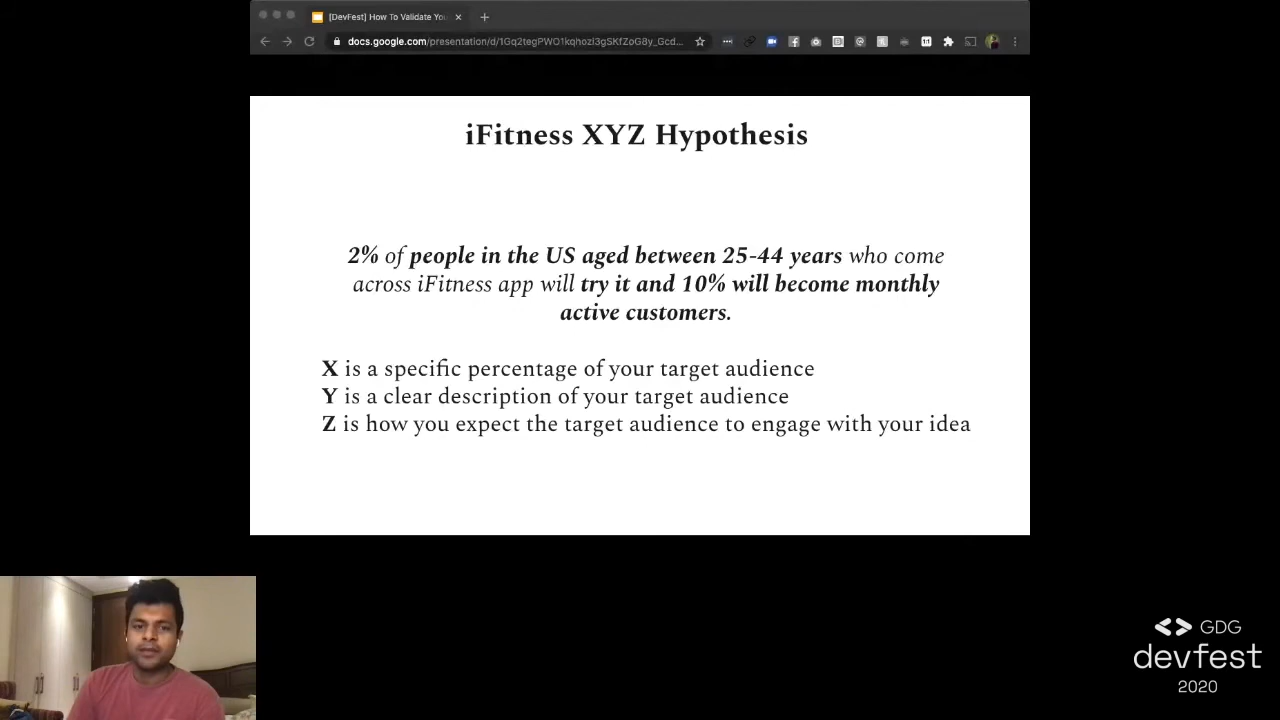 [DevFest] How To Validate You
docs.google.com/presentation/d/1Gq2tegPWO1kqhozl3gSKfZoG8y_Gcd...
iFitness XYZ Hypothesis
2% of people in the US aged between 25-44 years who come
across iFitness app will try it and 10% will become monthly
active customers.
X is a specific percentage of your target audience
Y is a clear description of your target audience
Z is how you expect the target audience to engage with your idea
GDG
devfest
2020